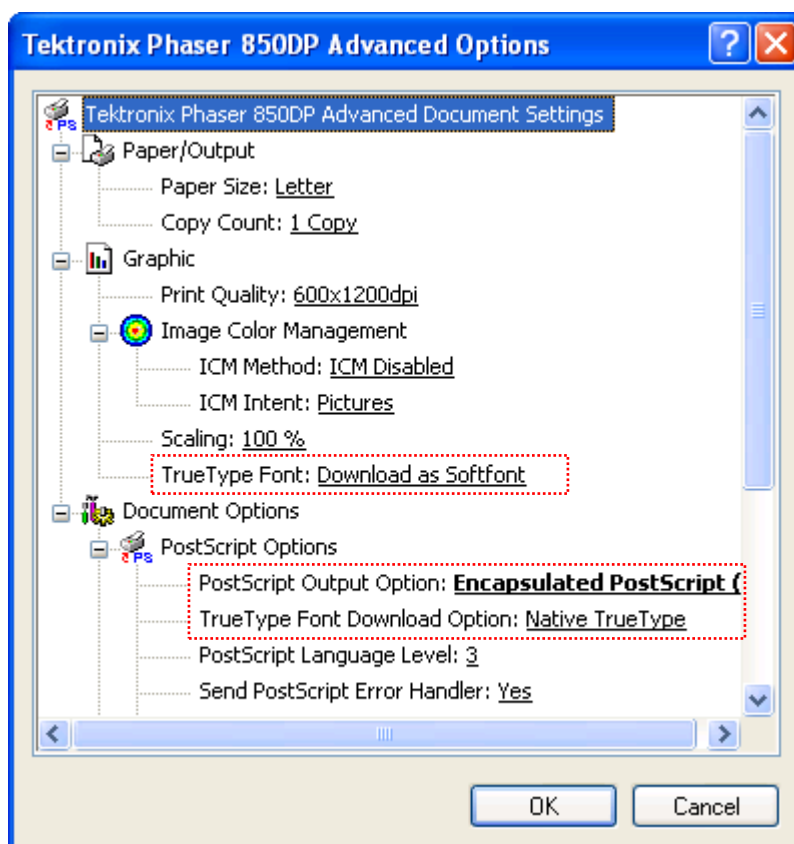 Tektronix Phaser 850DP Advanced Options
Tektronix Phaser 850DP Advanced Document Settings
Paper/Output
Paper Size: Letter
Copy Count: 1 Copy
Graphic
Print Quality: 600x1200dpi
Image Color Management
ICM Method: ICM Disabled
ICM Intent: Pictures
Scaling: 100 %
TrueType Font: Download as Softfont
Document Options
PS PostScript Options
PostScript Output Option: Encapsulated PostScript (
TrueType Font Download Option: Native TrueType
PostScript Language Level: 3
Send PostScript Error Handler: Yes
OK Cancel